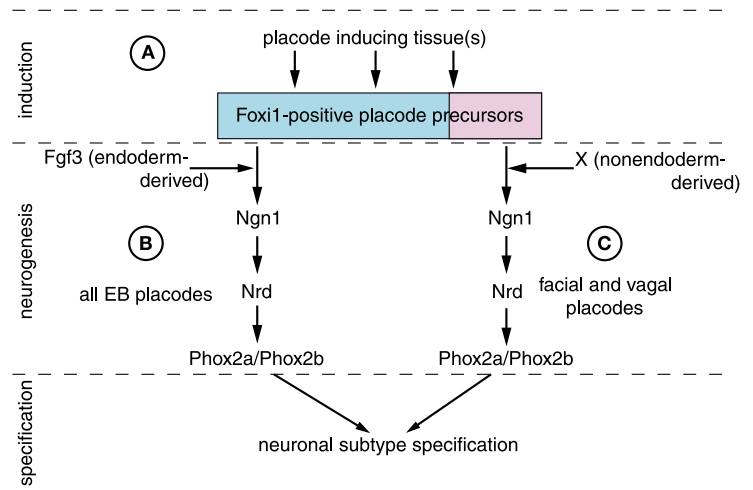 induction
A
placode inducing tissue(s)
Foxi1-positive placode precursors
neurogenesis
Fgf3 (endoderm-
derived)
X (nonendoderm-
derived)
Ngn1
Ngn1
B
C
all EB placodes
Nrd
Nrd
facial and vagal
placodes
Phox2a/Phox2b
Phox2a/Phox2b
specification
neuronal subtype specification